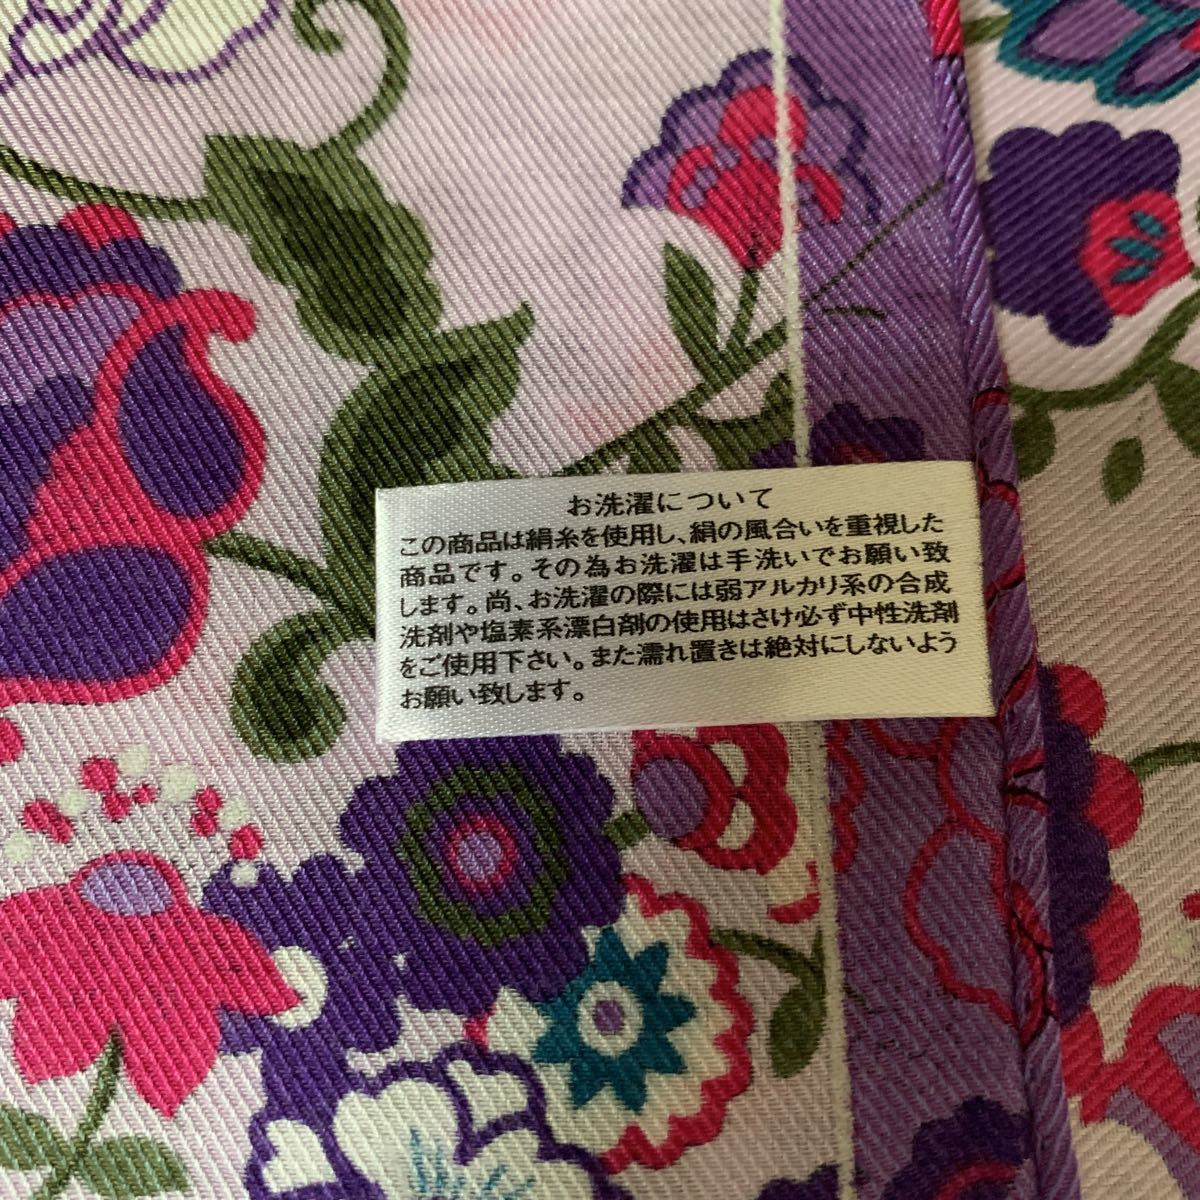 お洗濯について
この商品は絹糸を使用し、絹の風合いを重視した
商品です。その為お洗濯は手洗いでお願い致
します。尚、お洗濯の際には弱アルカリ系の合成
洗剤や塩素系漂白剤の使用はさけ必ず中性洗剤
をご使用下さい。また濡れ置きは絶対にしないよう
お願い致します。